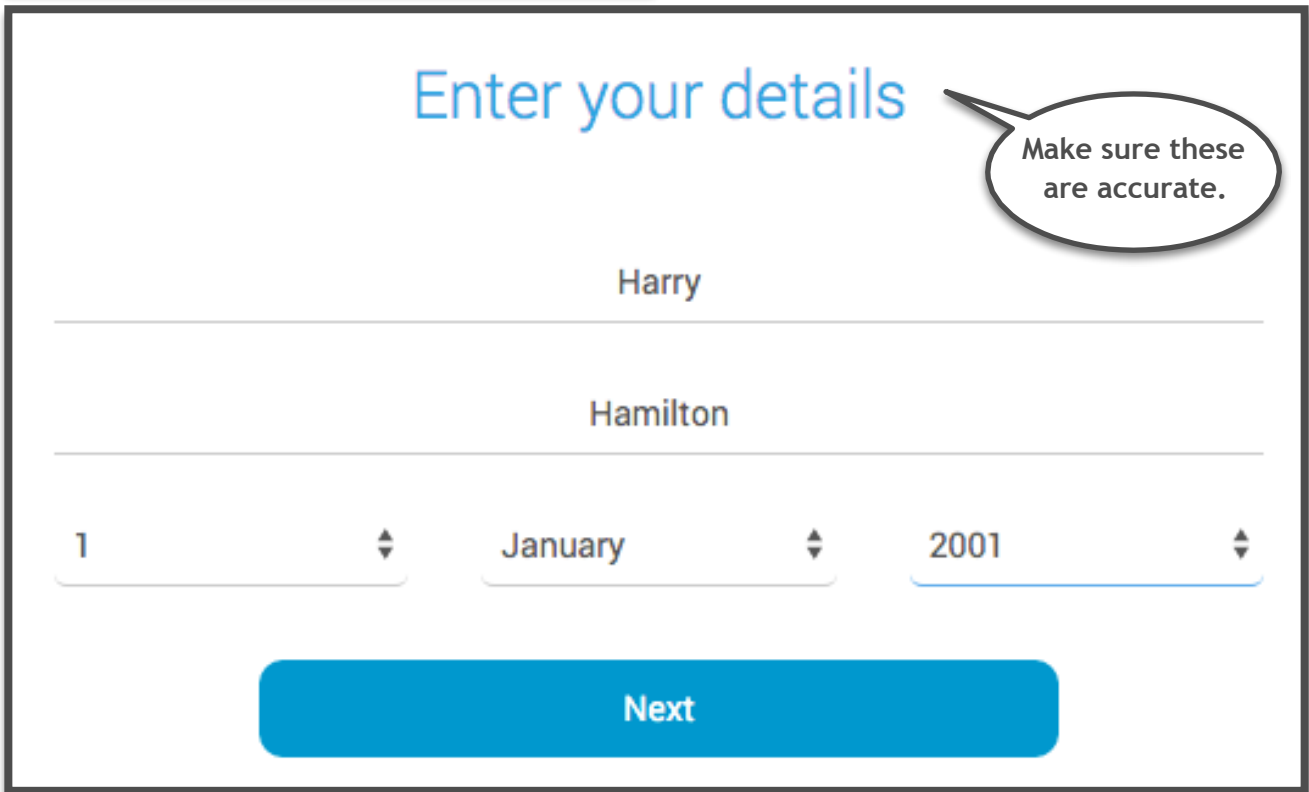 Enter your details
Make sure these
are accurate.
Harry
Hamilton
1 January 2001
Next